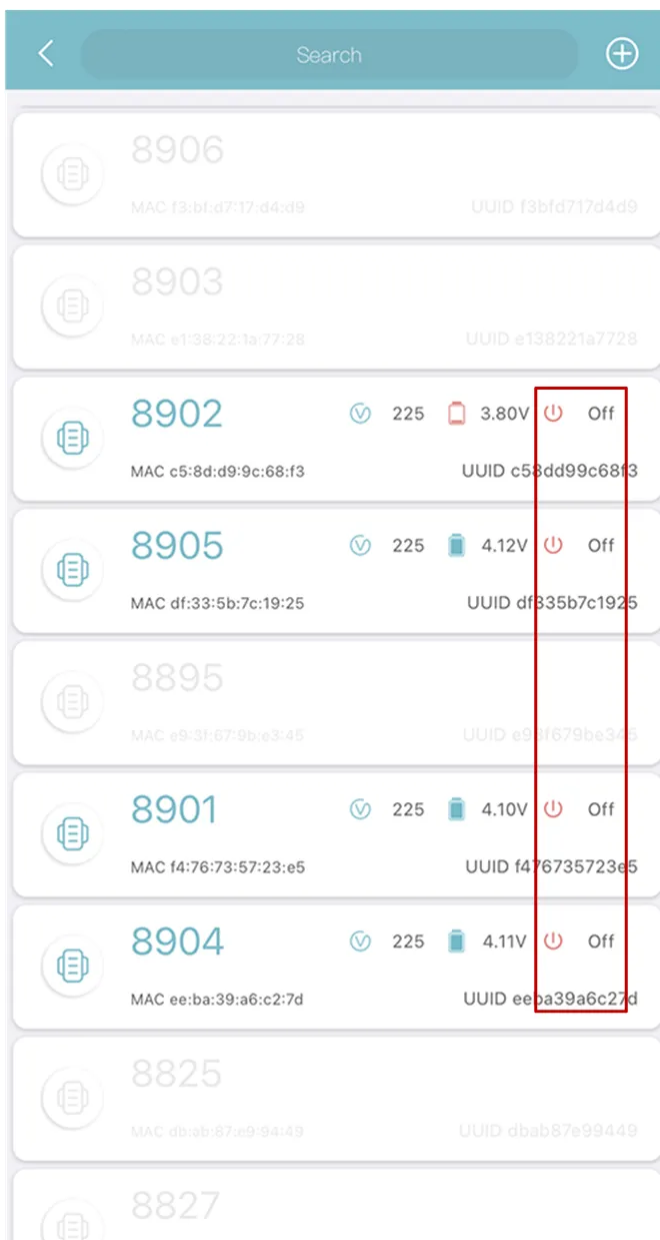 Search
8906
MAC f3:bf:d7:17:d4:d9 UUID f3bfd717d4d9
8903
MAC e1:38:22:1a:77:28 UUID e138221a7728
8902 225 3.80V Off
MAC c5:8d:d9:9c:68:f3 UUID c58dd99c68f3
8905 225 4.12V Off
MAC df:33:5b:7c:19:25 UUID df335b7c1925
8895
MAC e9:3f:67:9b:e3:45 UUID e93f679be345
8901 225 4.10V Off
MAC f4:76:73:57:23:e5 UUID f476735723e5
8904 225 4.11V Off
MAC ee:ba:39:a6:c2:7d UUID eeba39a6c27d
8825
MAC db:ab:87:e9:94:49 UUID dbab87e99449
8827